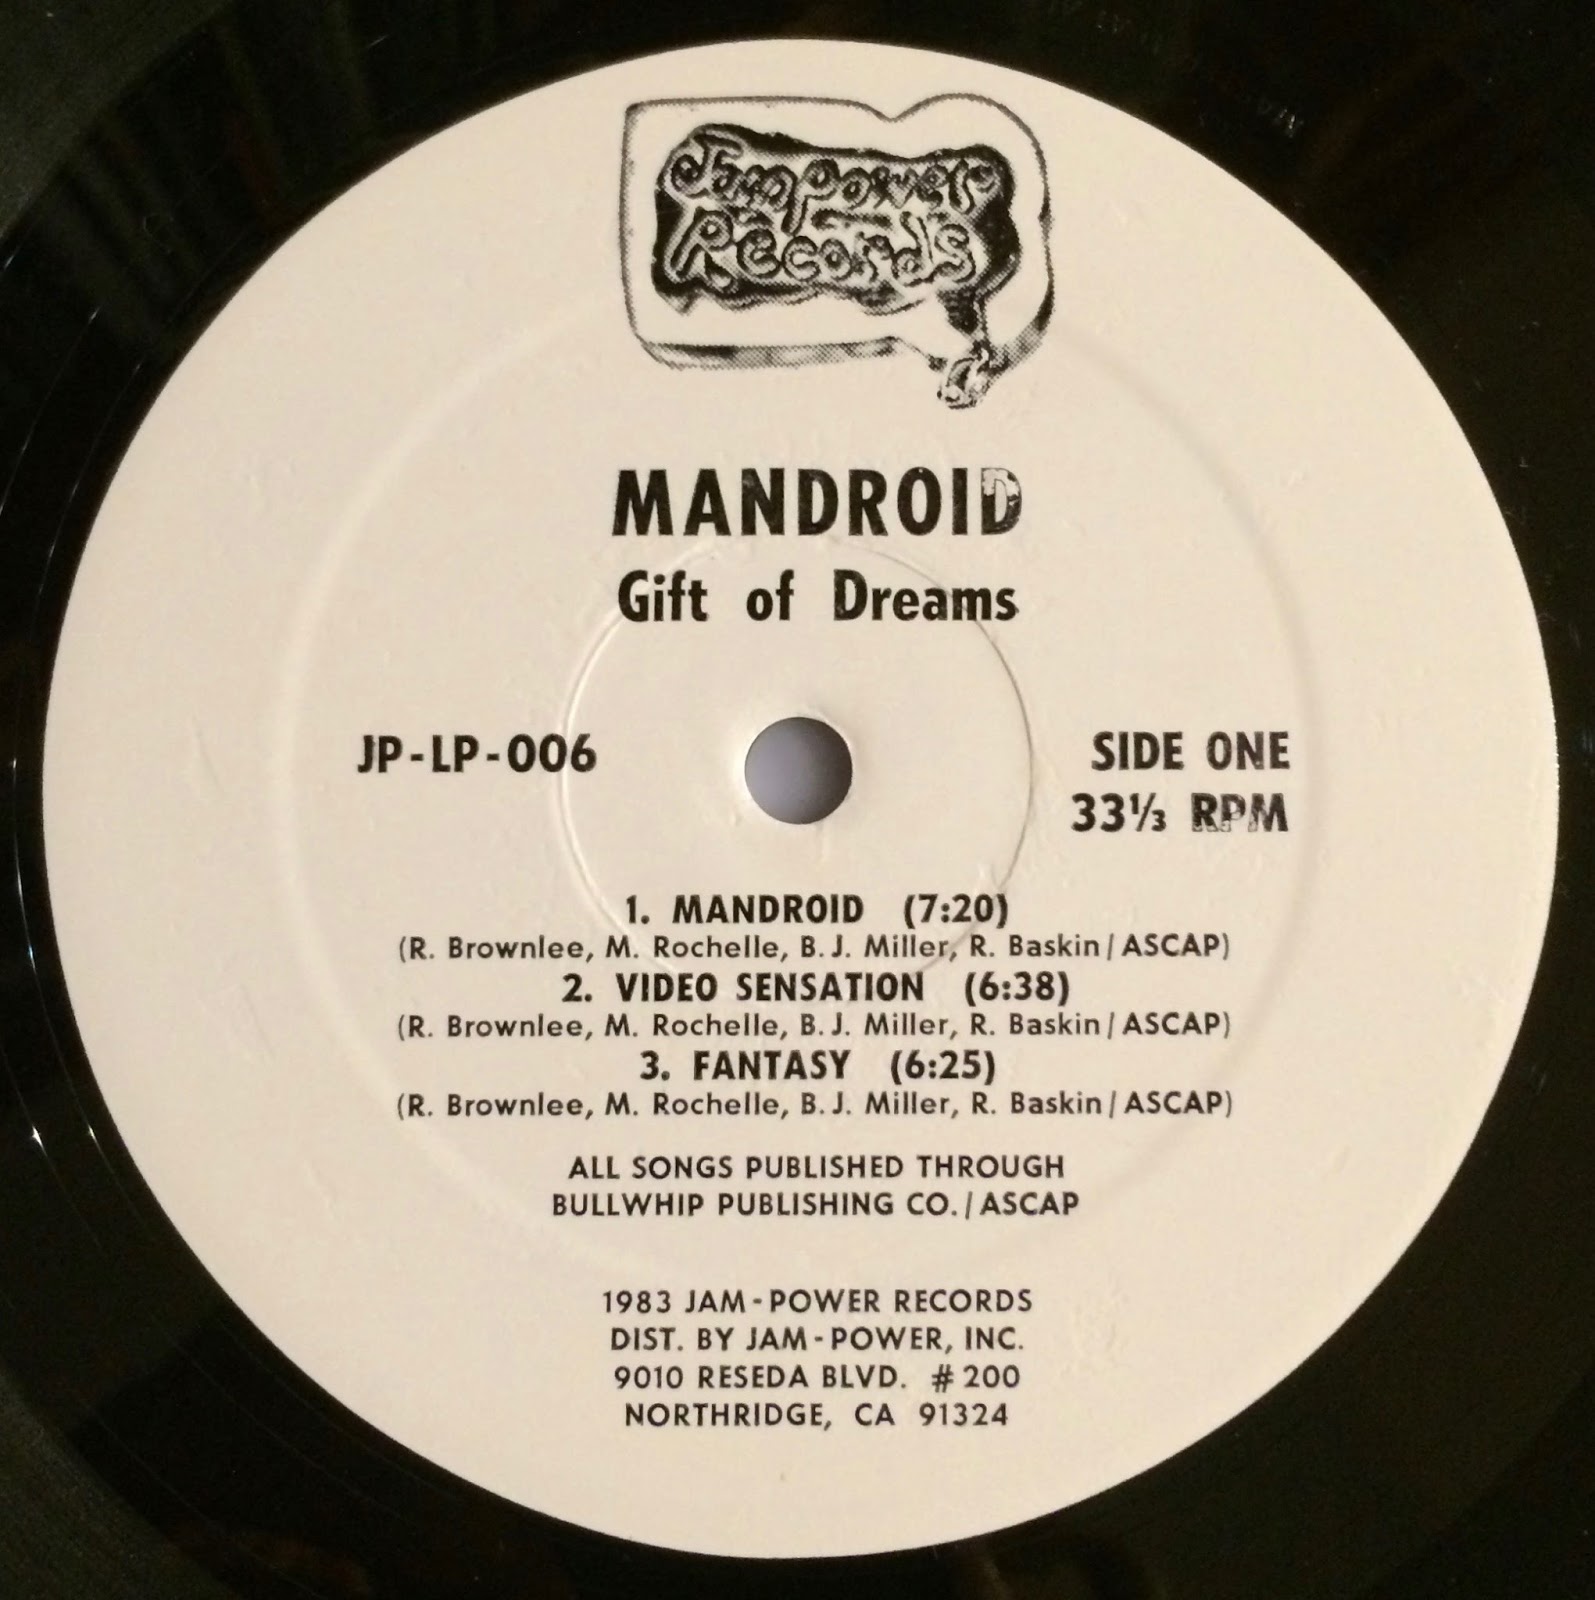 Jam Power
Records
MANDROID
Gift of Dreams
JP-LP-006
SIDE ONE
33⅓ RPM
1. MANDROID (7:20)
(R. Brownlee, M. Rochelle, B. J. Miller, R. Baskin / ASCAP)
2. VIDEO SENSATION (6:38)
(R. Brownlee, M. Rochelle, B. J. Miller, R. Baskin / ASCAP)
3. FANTASY (6:25)
(R. Brownlee, M. Rochelle, B. J. Miller, R. Baskin / ASCAP)
ALL SONGS PUBLISHED THROUGH
BULLWHIP PUBLISHING CO. / ASCAP
1983 JAM-POWER RECORDS
DIST. BY JAM-POWER, INC.
9010 RESEDA BLVD. #200
NORTHRIDGE, CA 91324